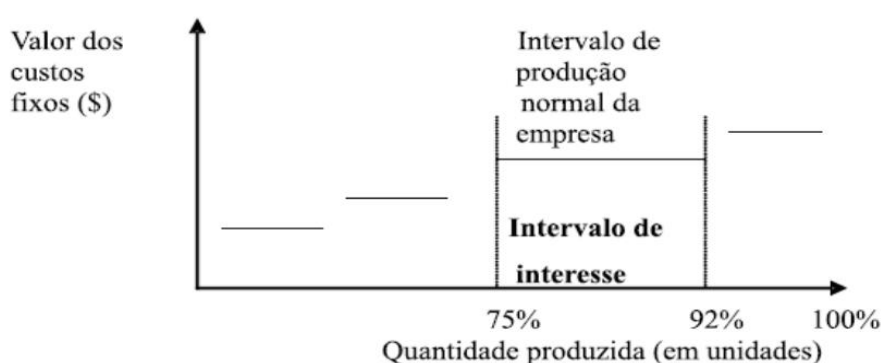 Valor dos
custos
fixos ($)
Intervalo de
produção
normal da
empresa
Intervalo de
interesse
75%
92%
100%
Quantidade produzida (em unidades)